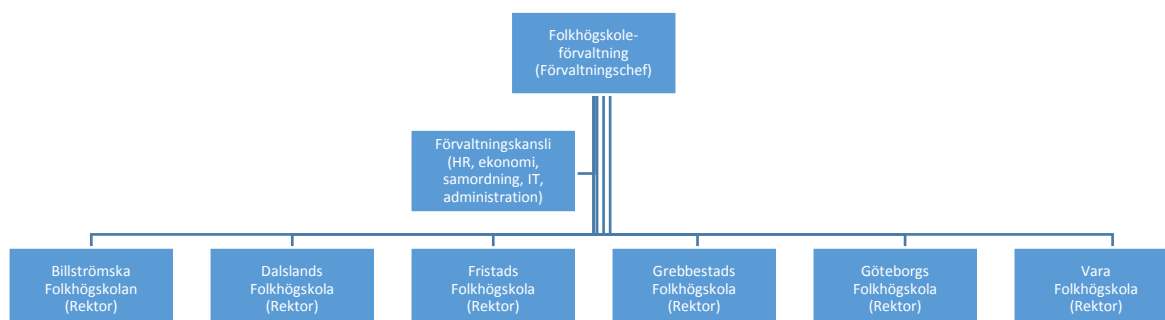 Folkhögskole-
förvaltning
(Förvaltningschef)
Förvaltningskansli
(HR, ekonomi,
samordning, IT,
administration)
Billströmska
Folkhögskolan
(Rektor)
Dalslands
Folkhögskola
(Rektor)
Fristads
Folkhögskola
(Rektor)
Grebbestads
Folkhögskola
(Rektor)
Göteborgs
Folkhögskola
(Rektor)
Vara
Folkhögskola
(Rektor)